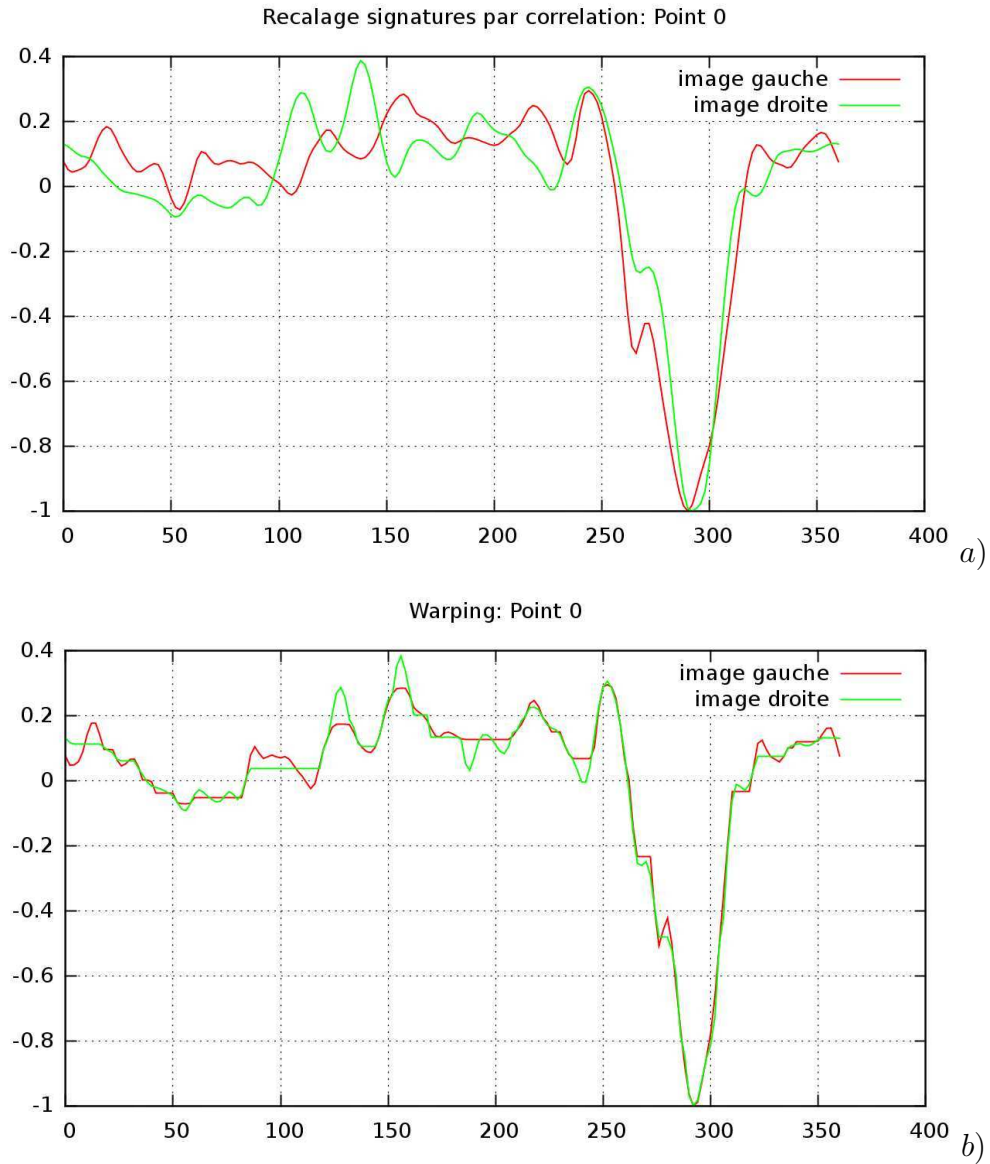 Recalage signatures par correlation: Point 0
0.4
image gauche
image droite
0.2
0
-0.2
-0.4
-0.6
-0.8
-1
0 50 100 150 200 250 300 350 400
a)
Warping: Point 0
0.4
image gauche
image droite
0.2
0
-0.2
-0.4
-0.6
-0.8
-1
0 50 100 150 200 250 300 350 400
b)